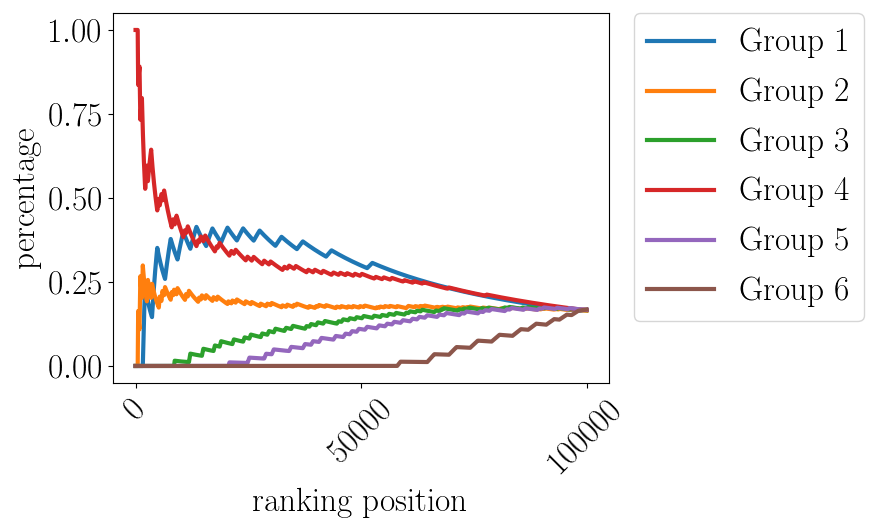 1.00
0.75
0.50
0.25
0.00
percentage
0
50000
100000
ranking position
Group 1
Group 2
Group 3
Group 4
Group 5
Group 6